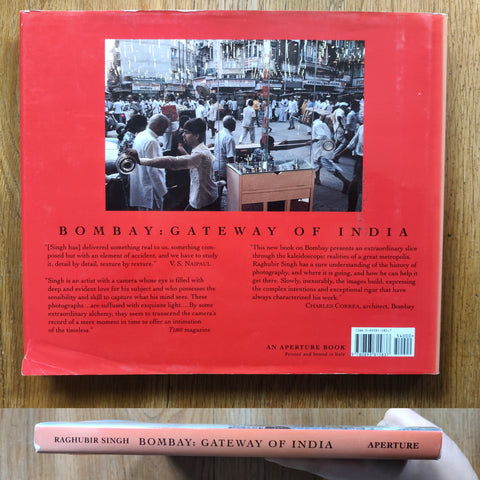 BOMBAY: GATEWAY OF INDIA
"[Singh has] delivered something real to us, something composed but with an element of accident, and we have to study it, detail by detail, texture by texture." V. S. NAIPAUL
"Singh is an artist with a camera whose eye is filled with
deep and evident love for his subject and who possesses the
sensibility and skill to capture what his mind sees. These
photographs...are suffused with exquisite light....By some
extraordinary alchemy, they seem to transcend the camera's
record of a mere moment in time to offer an intimation
of the timeless." TIME magazine
"This new book on Bombay presents an extraordinary slice
through the kaleidoscopic realities of a great metropolis.
Raghubir Singh has a sure understanding of the history of
photography, and where it is going, and how he can help it
get there. Slowly, inexorably, the images build, expressing
the complex intentions and exceptional rigor that have
always characterized his work."
CHARLES CORREA, architect, Bombay
AN APERTURE BOOK
Printed and bound in Italy
RAGHUBIR SINGH BOMBAY: GATEWAY OF INDIA APERTURE